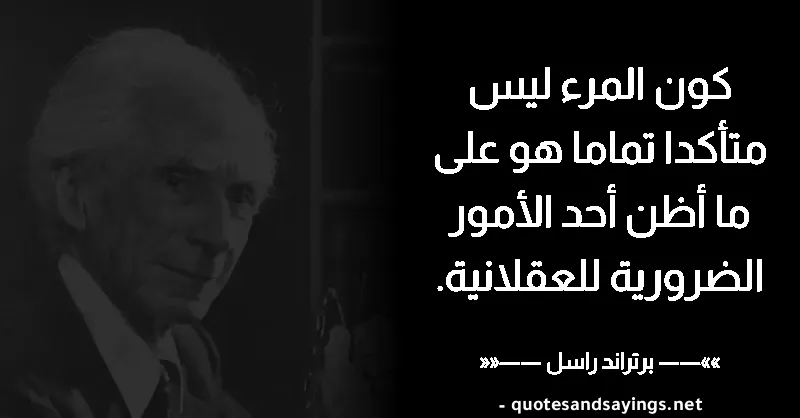 كون المرء ليس
متأكدا تماما هو على
ما أظن أحد الأمور
الضرورية للعقلانية.
»»—— برتراند راسل ——««
- quotesandsayings.net